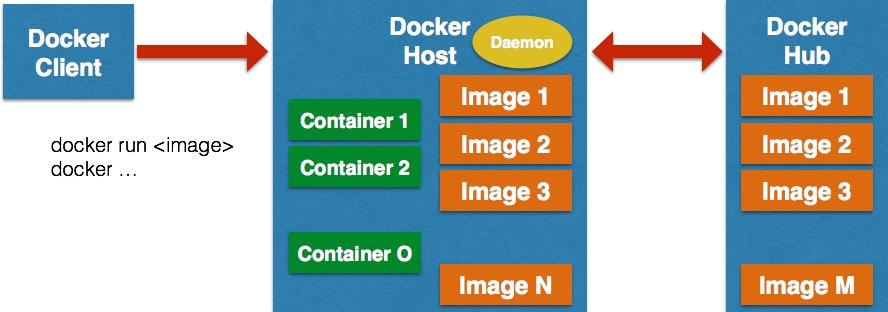 Docker
Client
docker run <image>
docker …
Docker
Host
Daemon
Container 1
Container 2
Container O
Image 1
Image 2
Image 3
Image N
Docker
Hub
Image 1
Image 2
Image 3
Image M